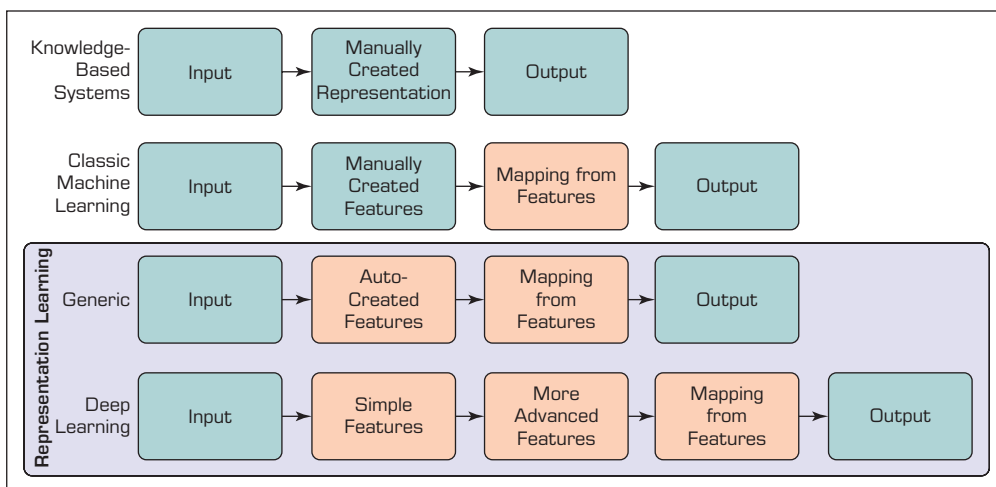 Knowledge-
Based
Systems
Input
Manually
Created
Representation
Output
Classic
Machine
Learning
Input
Manually
Created
Features
Mapping from
Features
Output
Representation Learning
Generic
Input
Auto-
Created
Features
Mapping
from
Features
Output
Deep
Learning
Input
Simple
Features
More
Advanced
Features
Mapping
from
Features
Output